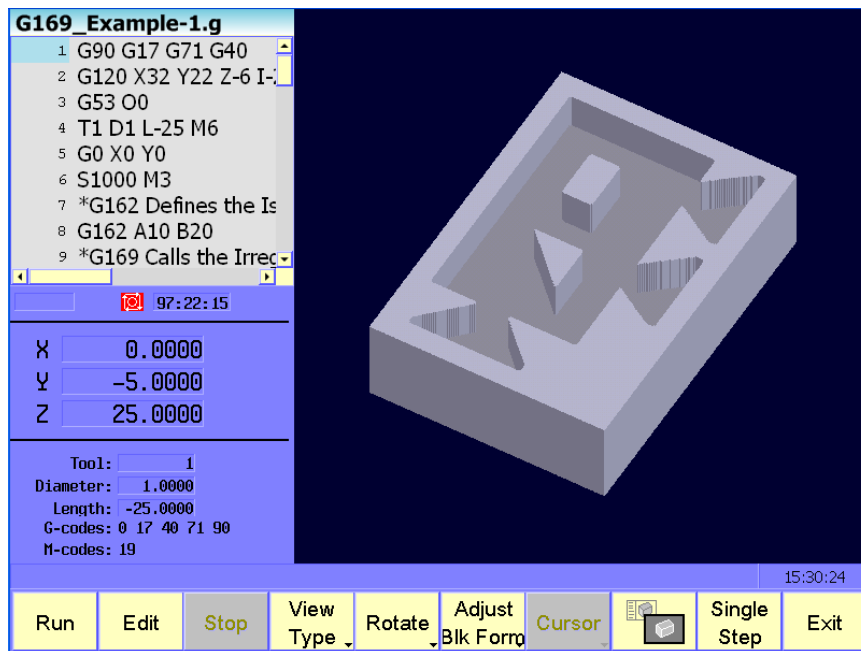 G169_Example-1.g
1 G90 G17 G71 G40
2 G120 X32 Y22 Z-6 I-
3 G53 O0
4 T1 D1 L-25 M6
5 G0 X0 Y0
6 S1000 M3
7 *G162 Defines the Is
8 G162 A10 B20
9 *G169 Calls the Irreg
97:22:15
X 0.0000
Y -5.0000
Z 25.0000
Tool: 1
Diameter: 1.0000
Length: -25.0000
G-codes: 0 17 40 71 90
M-codes: 19
15:30:24
Run Edit Stop View Type Rotate Adjust Blk Form Cursor Single Step Exit